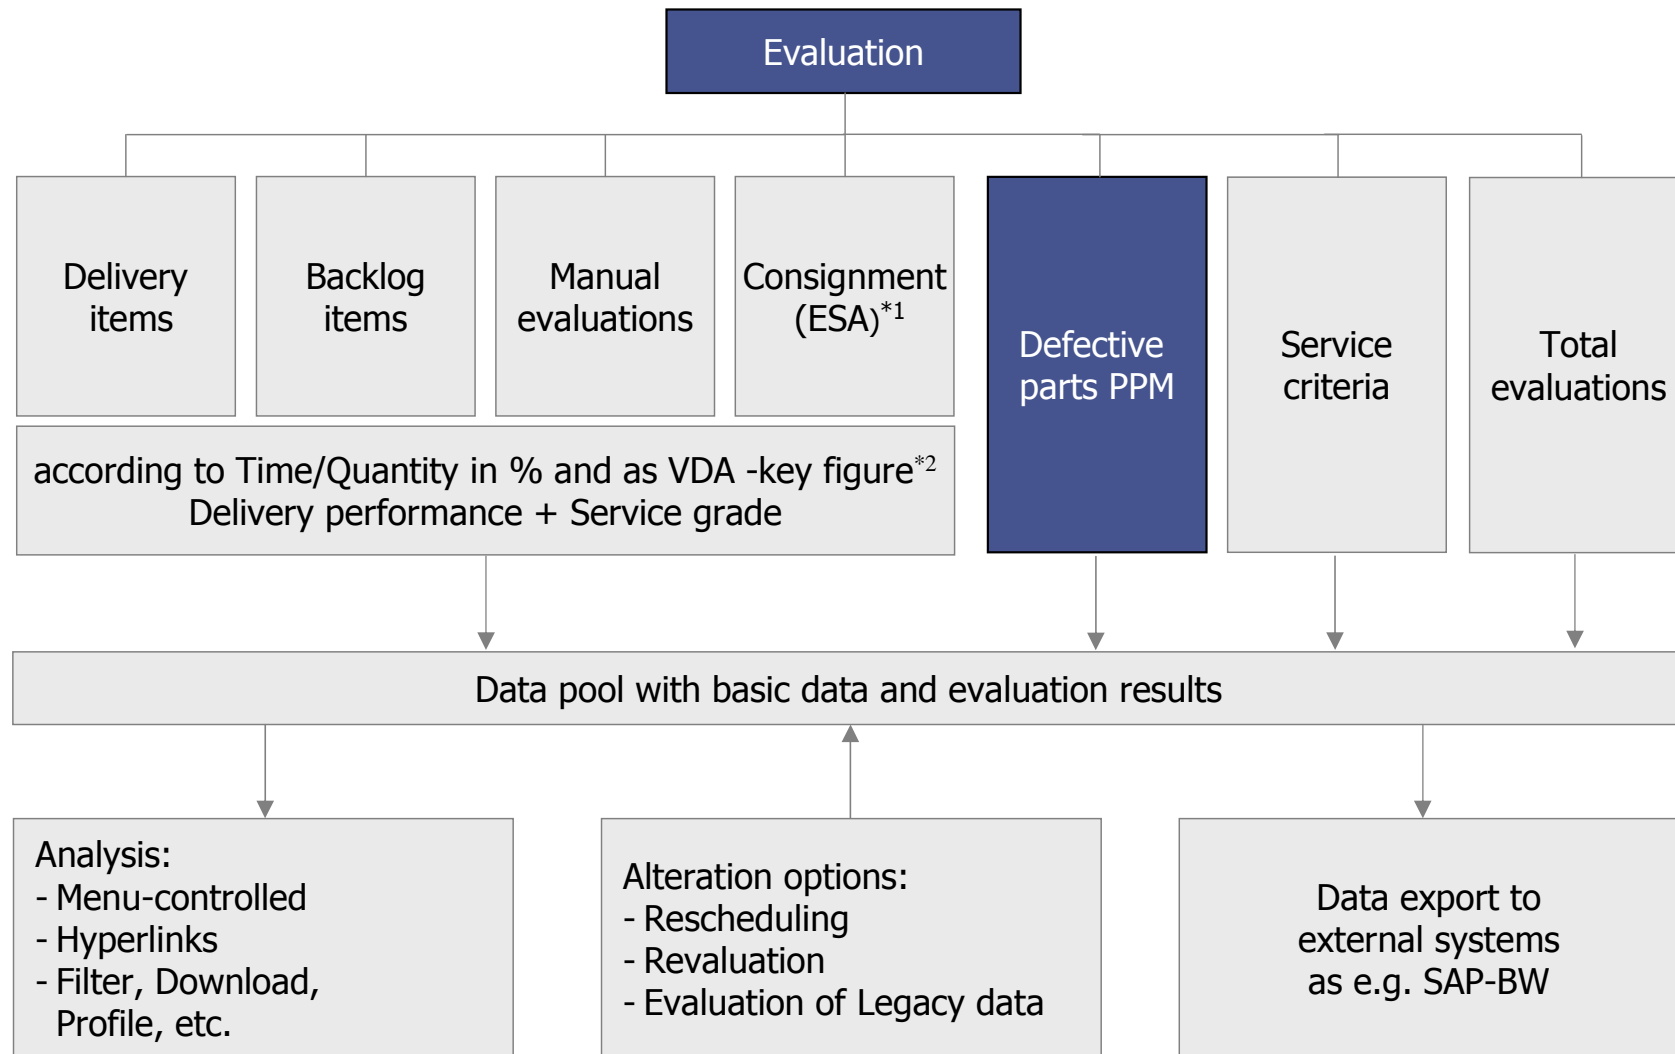 Evaluation
Delivery
items
Backlog
items
Manual
evaluations
Consignment
(ESA)*1
Defective
parts PPM
Service
criteria
Total
evaluations
according to Time/Quantity in % and as VDA -key figure*2
Delivery performance + Service grade
Data pool with basic data and evaluation results
Analysis:
- Menu-controlled
- Hyperlinks
- Filter, Download,
Profile, etc.
Alteration options:
- Rescheduling
- Revaluation
- Evaluation of Legacy data
Data export to
external systems
as e.g. SAP-BW